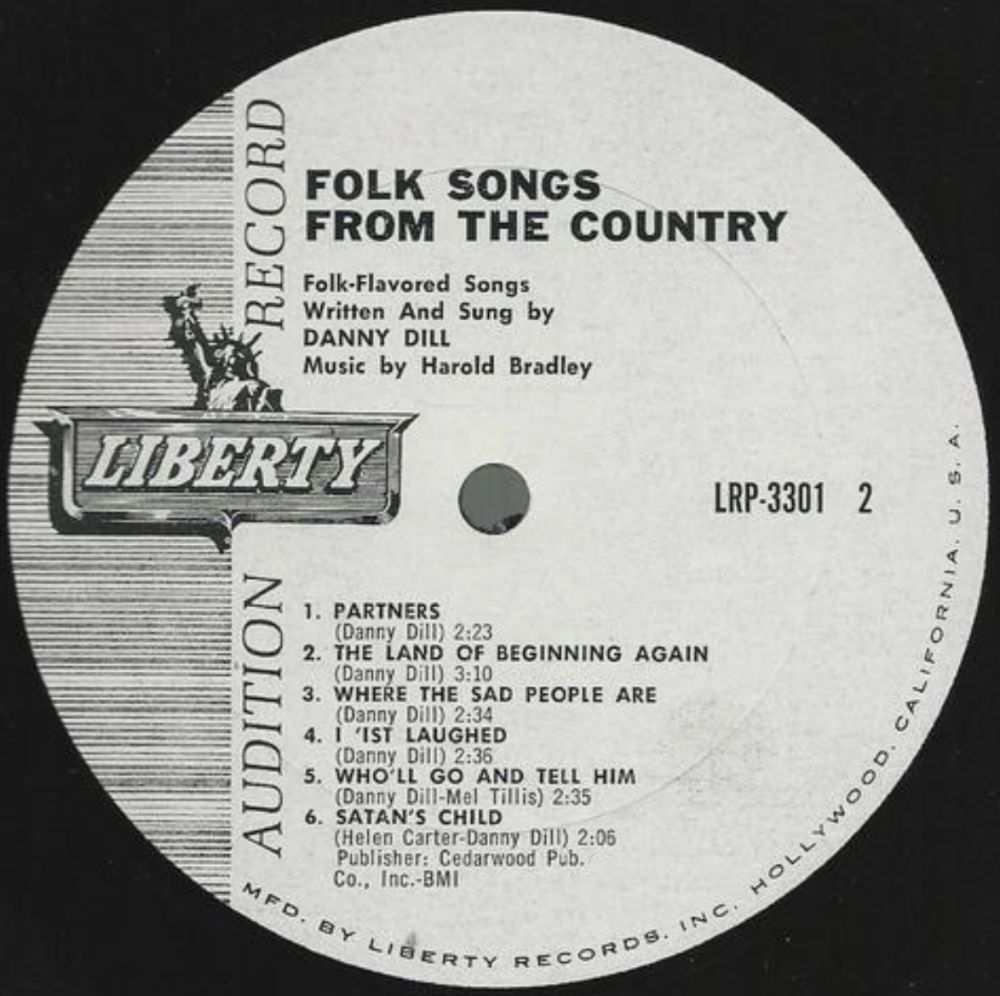 FOLK SONGS
FROM THE COUNTRY
Folk-Flavored Songs
Written And Sung by
DANNY DILL
Music by Harold Bradley
AUDITION RECORD
LIBERTY
LRP-3301 2
1. PARTNERS
(Danny Dill) 2:23
2. THE LAND OF BEGINNING AGAIN
(Danny Dill) 3:10
3. WHERE THE SAD PEOPLE ARE
(Danny Dill) 2:34
4. I 'IST LAUGHED
(Danny Dill) 2:36
5. WHO'LL GO AND TELL HIM
(Danny Dill-Mel Tillis) 2:35
6. SATAN'S CHILD
(Helen Carter-Danny Dill) 2:06
Publisher: Cedarwood Pub.
Co., Inc.-BMI
MFD. BY LIBERTY RECORDS, INC. HOLLYWOOD, CALIFORNIA, U. S. A.